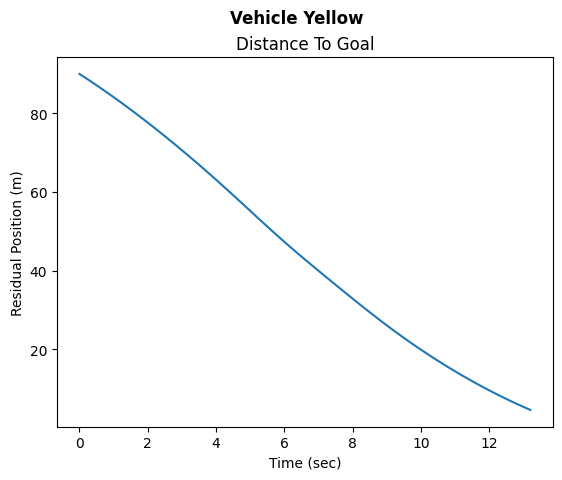 Vehicle Yellow
Distance To Goal
80
60
40
20
Residual Position (m)
0 2 4 6 8 10 12
Time (sec)